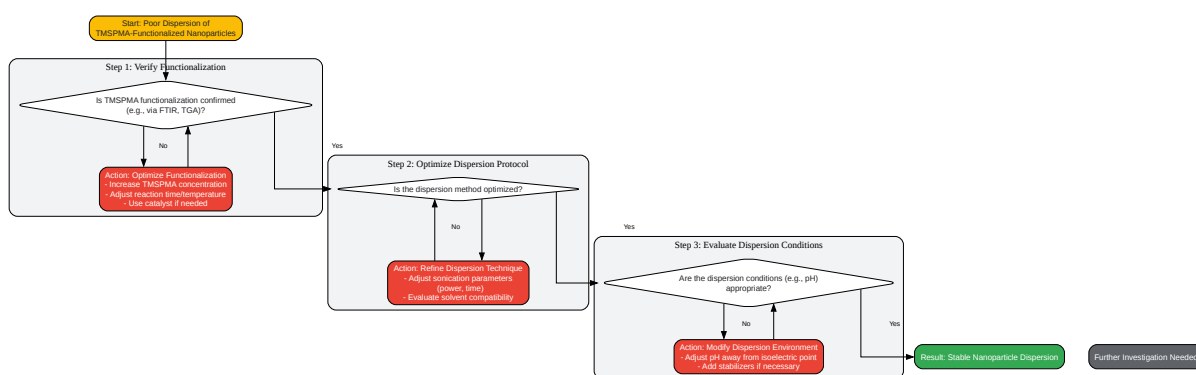 Start: Poor Dispersion of
TMSPMA-Functionalized Nanoparticles
Step 1: Verify Functionalization
Is TMSPMA functionalization confirmed
(e.g., via FTIR, TGA)?
No
Action: Optimize Functionalization
- Increase TMSPMA concentration
- Adjust reaction time/temperature
- Use catalyst if needed
Yes
Step 2: Optimize Dispersion Protocol
Is the dispersion method optimized?
No
Action: Refine Dispersion Technique
- Adjust sonication parameters
(power, time)
- Evaluate solvent compatibility
Yes
Step 3: Evaluate Dispersion Conditions
Are the dispersion conditions (e.g., pH)
appropriate?
No
Action: Modify Dispersion Environment
- Adjust pH away from isoelectric point
- Add stabilizers if necessary
Yes
Result: Stable Nanoparticle Dispersion
Further Investigation Needed